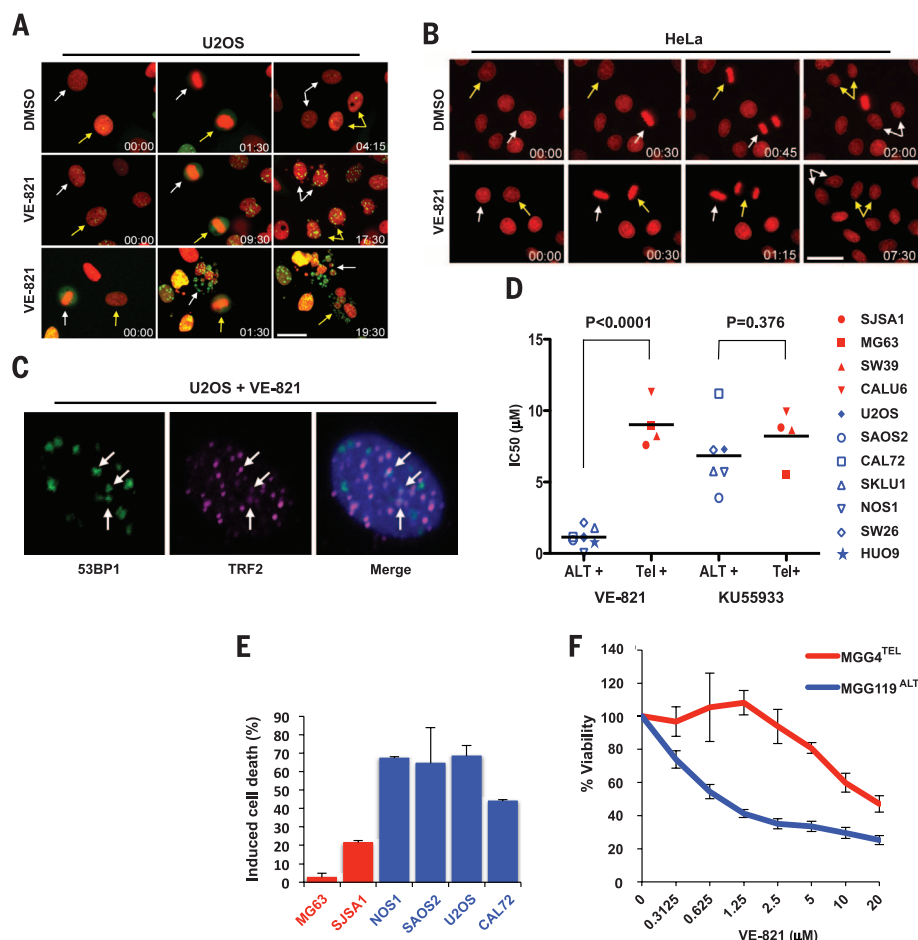 A
U2OS
DMSO
00:00
01:30
04:15
VE-821
00:00
09:30
17:30
VE-821
00:00
01:30
19:30
B
HeLa
DMSO
00:00
00:30
00:45
02:00
VE-821
00:00
00:30
01:15
07:30
C
U2OS + VE-821
53BP1
TRF2
Merge
D
P<0.0001
P=0.376
IC50 (μM)
15
10
5
0
ALT +
Tel +
ALT +
Tel+
VE-821
KU55933
SJSA1
MG63
SW39
CALU6
U2OS
SAOS2
CAL72
SKLU1
NOS1
SW26
HUO9
E
Induced cell death (%)
90
80
70
60
50
40
30
20
10
0
MG63
SJSA1
NOS1
SAOS2
U2OS
CAL72
F
MGG4TEL
MGG119ALT
% Viability
140
120
100
80
60
40
20
0
0
0.3125
0.625
1.25
2.5
5
10
20
VE-821 (μM)